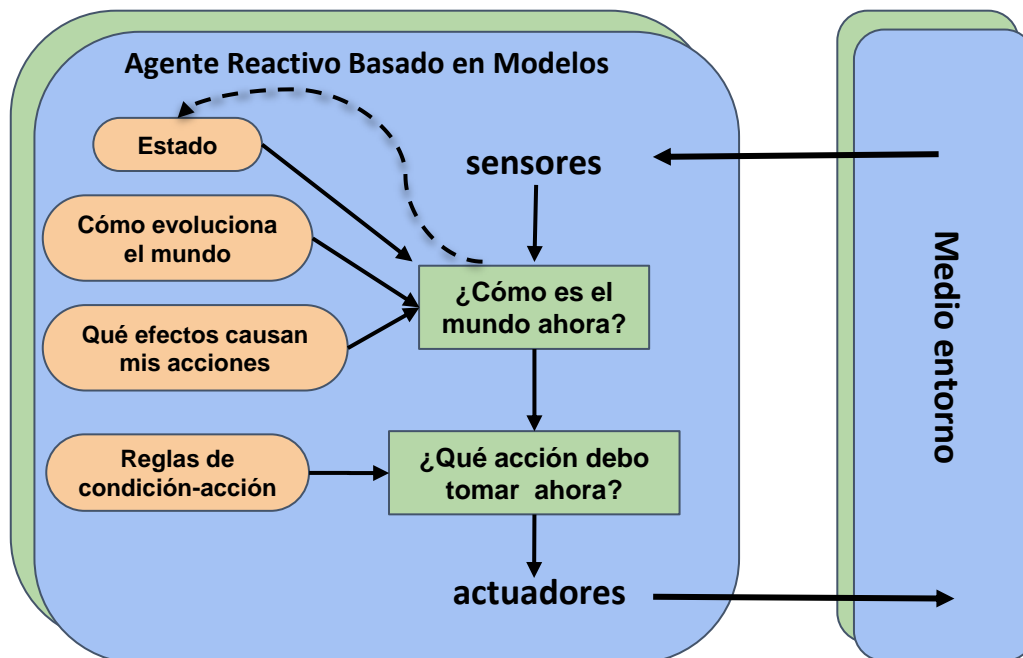 Agente Reactivo Basado en Modelos
Estado
sensores
Cómo evoluciona
el mundo
¿Cómo es el
mundo ahora?
Qué efectos causan
mis acciones
Reglas de
condición-acción
¿Qué acción debo
tomar ahora?
actuadores
Medio entorno